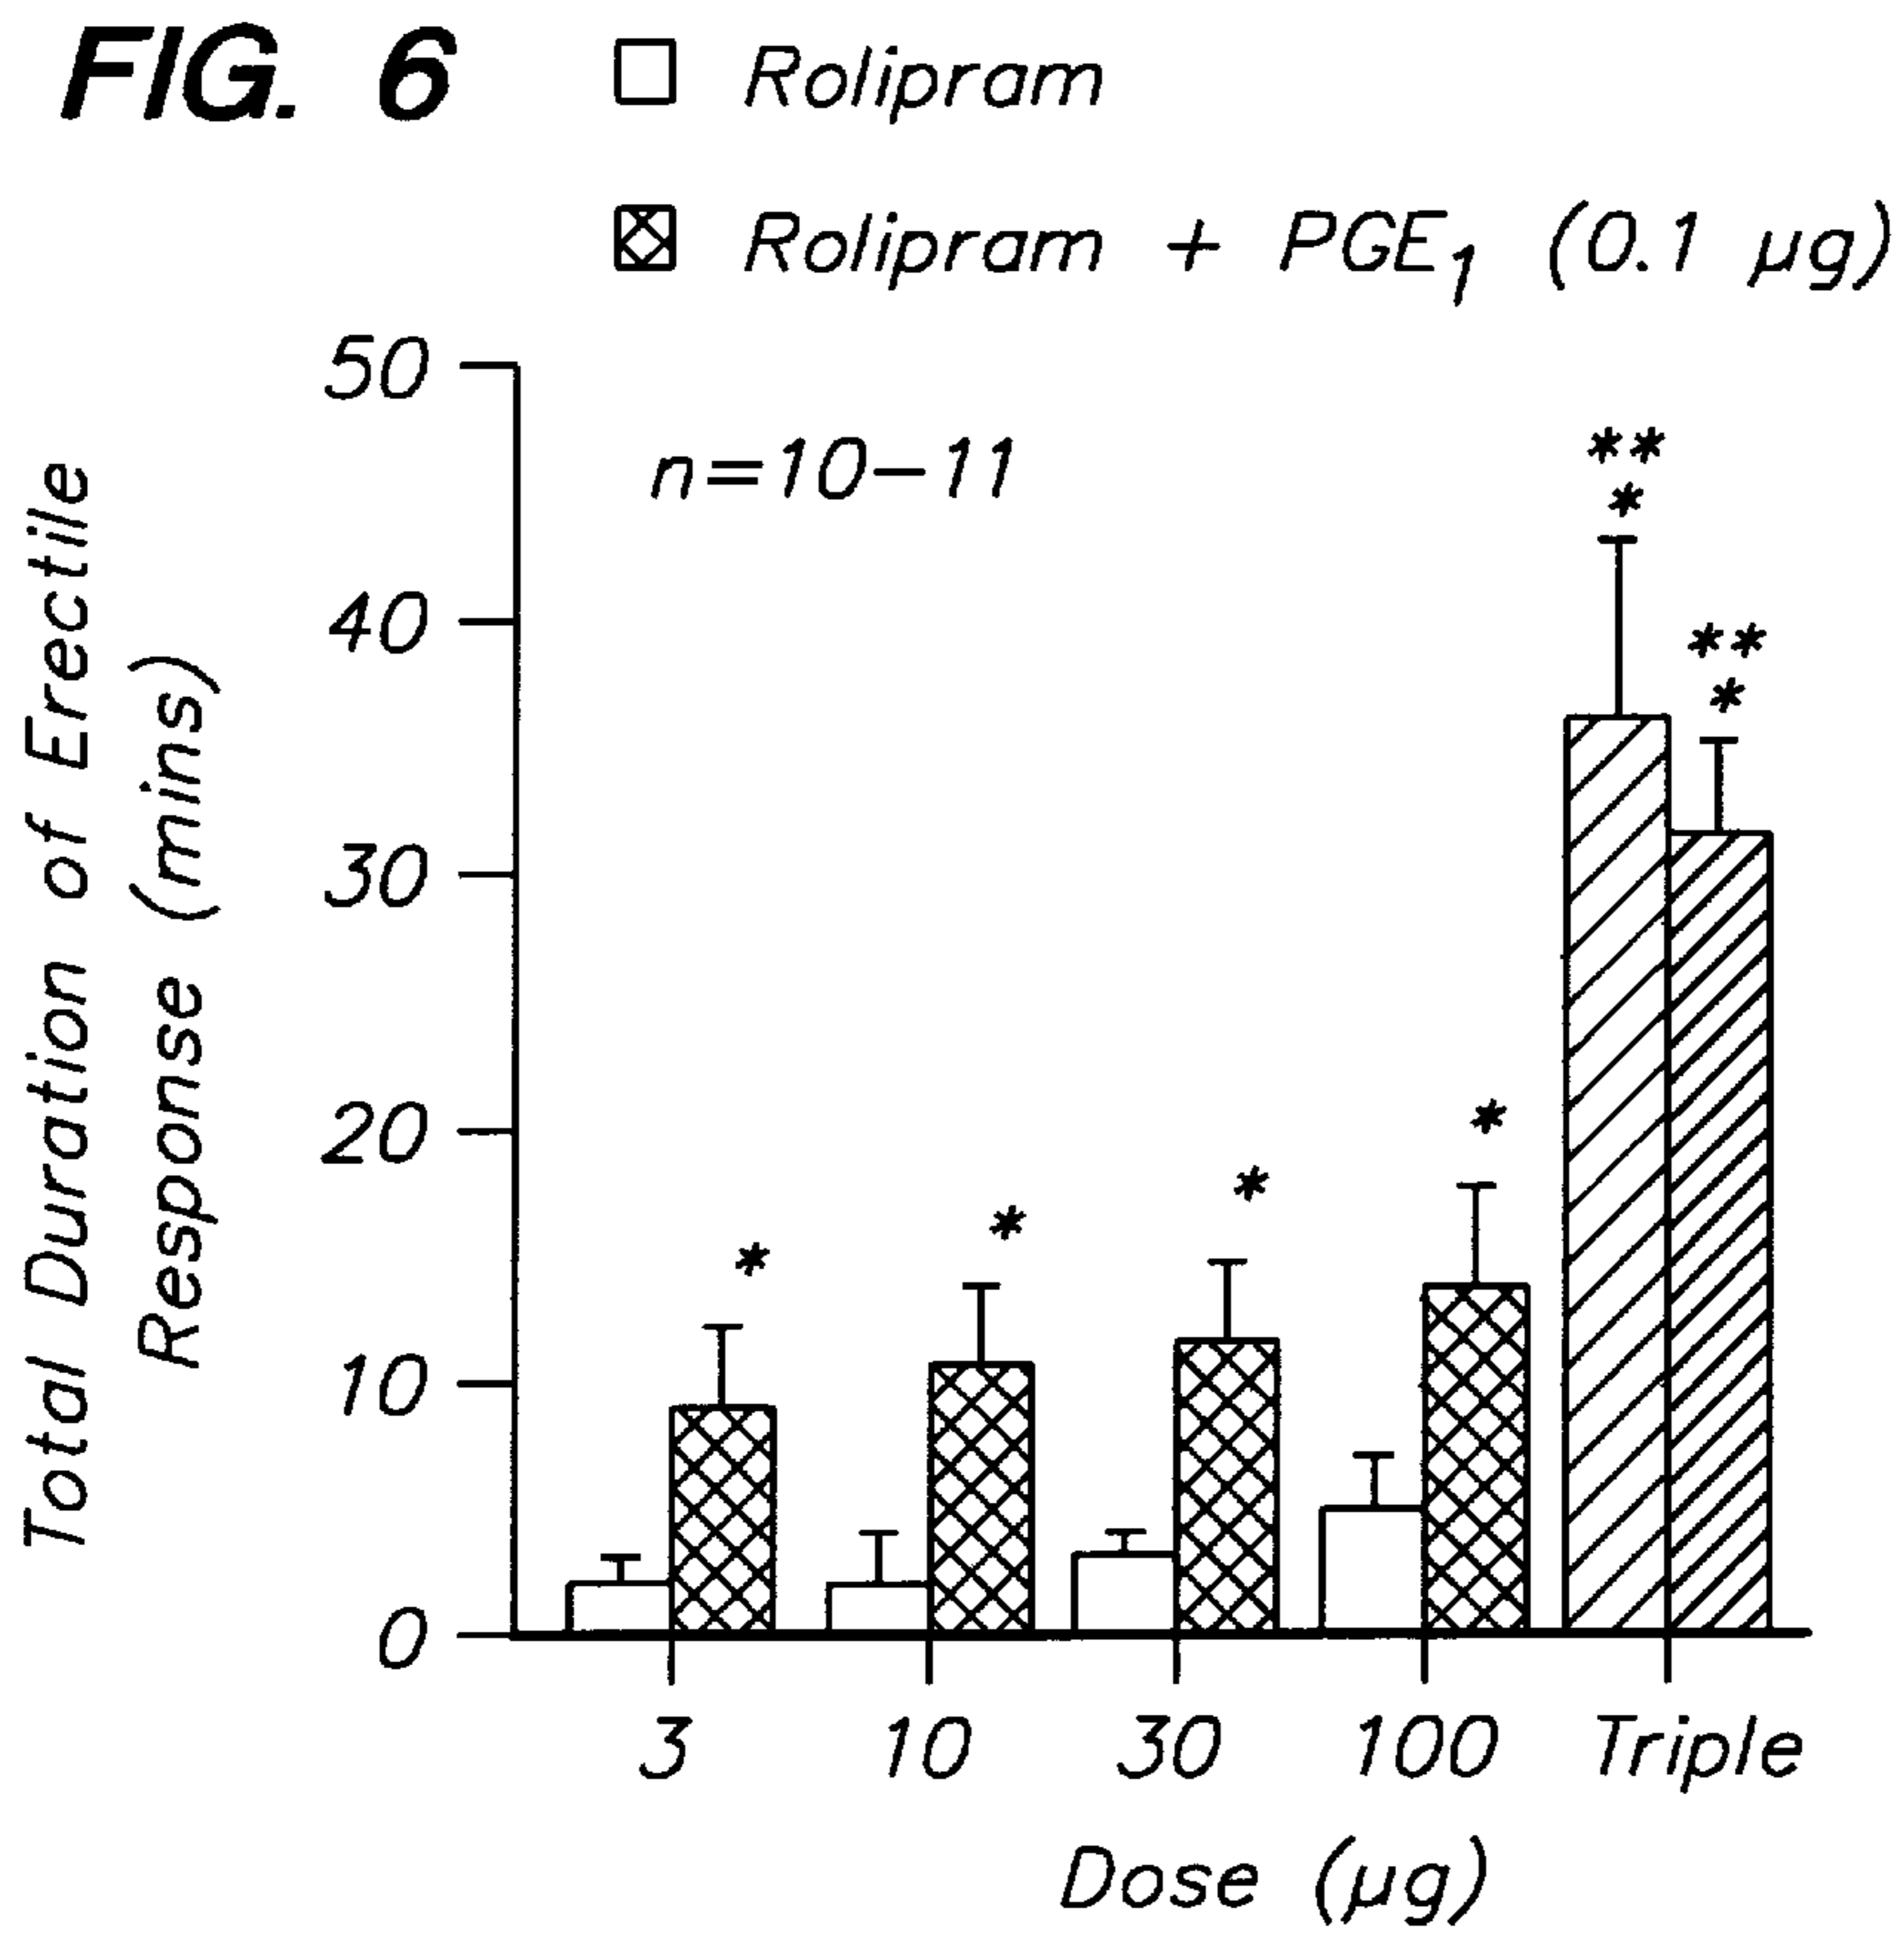 FIG. 6
Rolipram
Rolipram + PGE1 (0.1 µg)
Total Duration of Erectile
Response (mins)
50
40
30
20
10
0
n=10-11
*
*
*
*
**
*
**
*
3 10 30 100 Triple
Dose (µg)